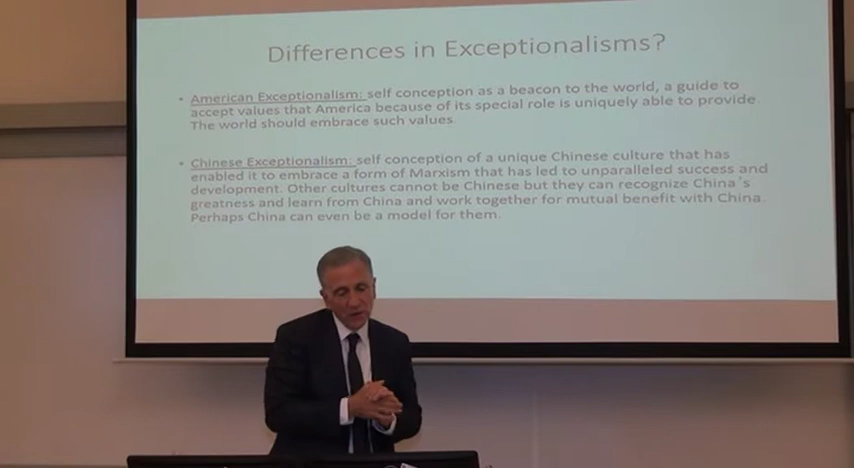 Differences in Exceptionalisms?
• American Exceptionalism: self conception as a beacon to the world, a guide to
accept values that America because of its special role is uniquely able to provide.
The world should embrace such values
• Chinese Exceptionalism: self conception of a unique Chinese culture that has
enabled it to embrace a form of Marxism that has led to unparalleled success and
development. Other cultures cannot be Chinese but they can recognize China's
greatness and learn from China and work together for mutual benefit with China.
Perhaps China can even be a model for them.